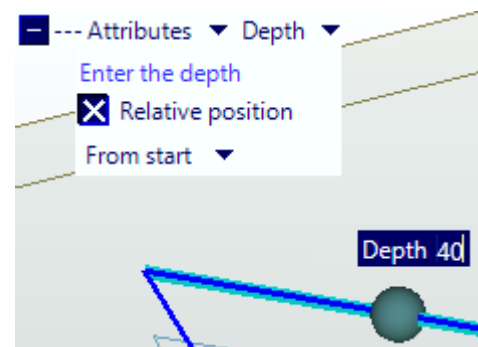 --- Attributes Depth
Enter the depth
Relative position
From start
Depth 40